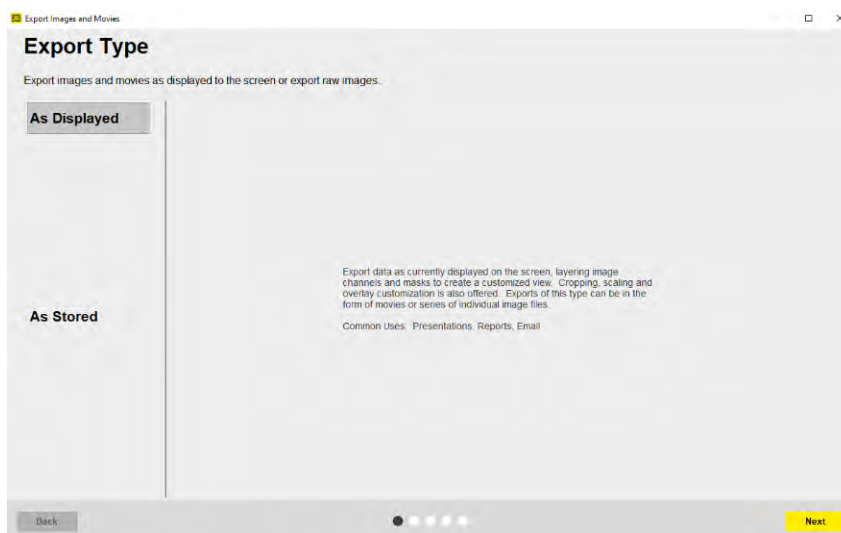 Export Images and Movies
Export Type
Export images and movies as displayed to the screen or export raw images.
As Displayed
Export data as currently displayed on the screen, layering image
channels and masks to create a customized view. Cropping, scaling and
overlay customization is also offered. Exports of this type can be in the
form of movies or series of individual image files.
Common Uses: Presentations, Reports, Email
As Stored
Back
Next